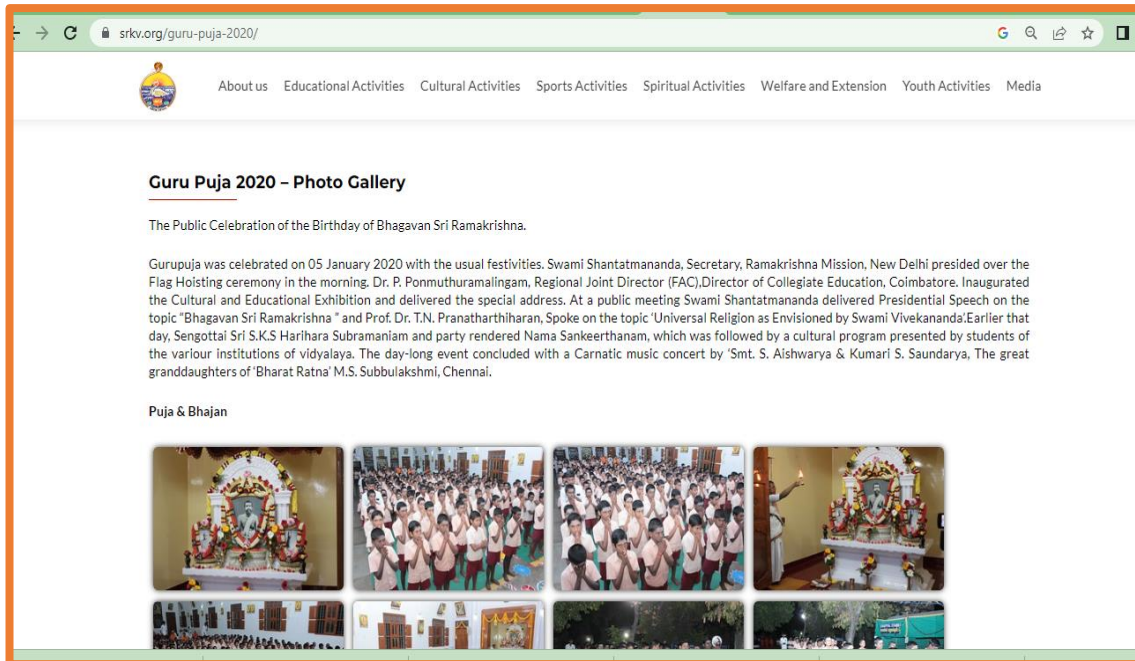 srkv.org/guru-puja-2020/
About us Educational Activities Cultural Activities Sports Activities Spiritual Activities Welfare and Extension Youth Activities Media
Guru Puja 2020 – Photo Gallery
The Public Celebration of the Birthday of Bhagavan Sri Ramakrishna.
Gurupuja was celebrated on 05 January 2020 with the usual festivities. Swami Shantatmananda, Secretary, Ramakrishna Mission, New Delhi presided over the
Flag Hoisting ceremony in the morning. Dr. P. Ponmuthuramalingam, Regional Joint Director (FAC),Director of Collegiate Education, Coimbatore. Inaugurated
the Cultural and Educational Exhibition and delivered the special address. At a public meeting Swami Shantatmananda delivered Presidential Speech on the
topic “Bhagavan Sri Ramakrishna ” and Prof. Dr. T.N. Pranatharthiharan, Spoke on the topic ‘Universal Religion as Envisioned by Swami Vivekananda’.Earlier that
day, Sengottai Sri S.K.S Harihara Subramaniam and party rendered Nama Sankeerthanam, which was followed by a cultural program presented by students of
the variour institutions of vidyalaya. The day-long event concluded with a Carnatic music concert by ‘Smt. S. Aishwarya & Kumari S. Saundarya, The great
granddaughters of ‘Bharat Ratna’ M.S. Subbulakshmi, Chennai.
Puja & Bhajan